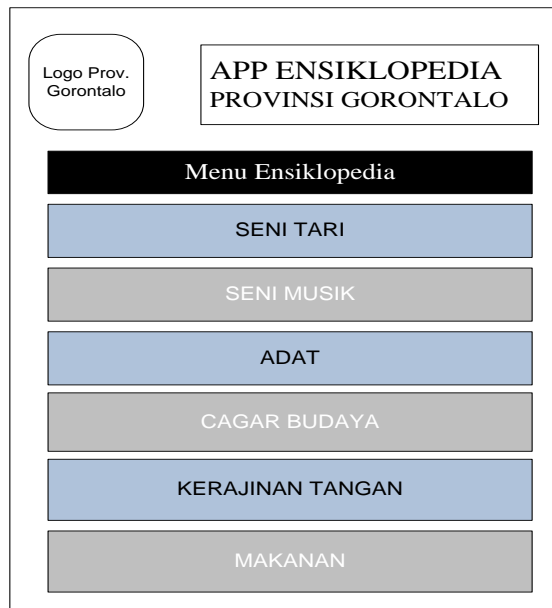 Logo Prov.
Gorontalo
APP ENSIKLOPEDIA
PROVINSI GORONTALO
Menu Ensiklopedia
SENI TARI
SENI MUSIK
ADAT
CAGAR BUDAYA
KERAJINAN TANGAN
MAKANAN